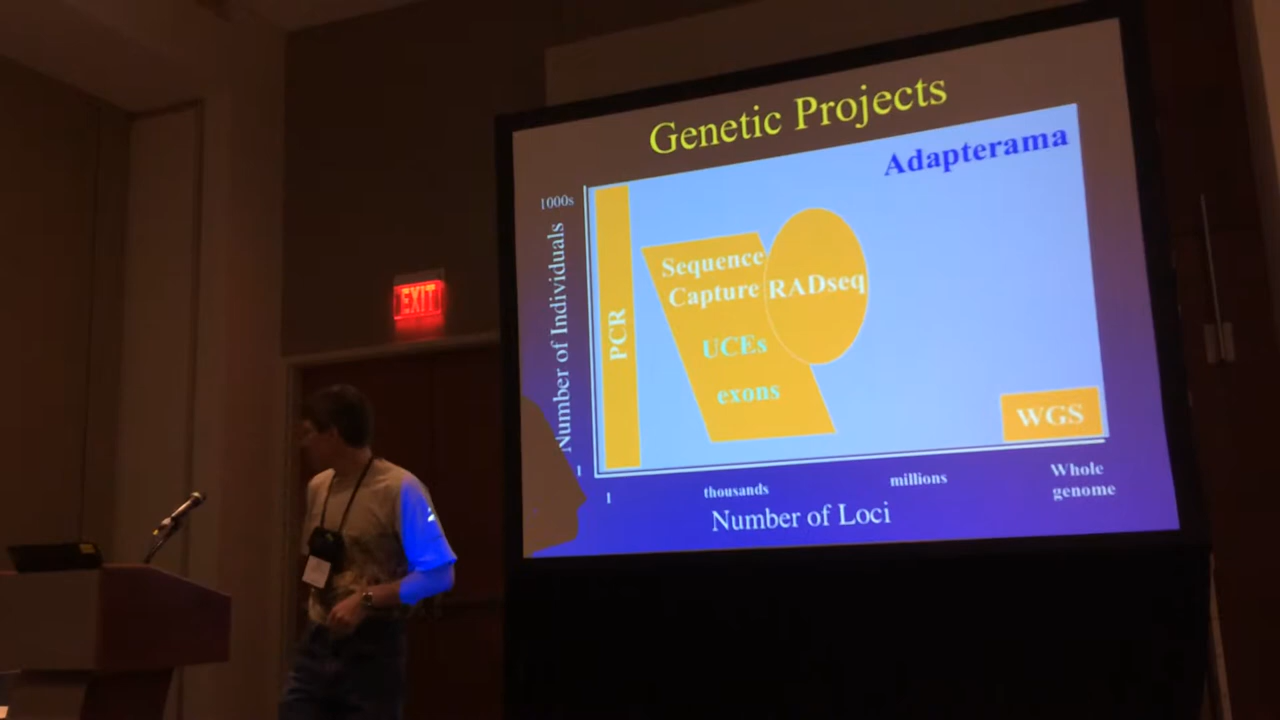 Genetic Projects
Adapterama
1000s
Number of Individuals
1
PCR
Sequence
Capture
UCEs
exons
RADseq
WGS
1
thousands
millions
Whole
genome
Number of Loci
EXIT